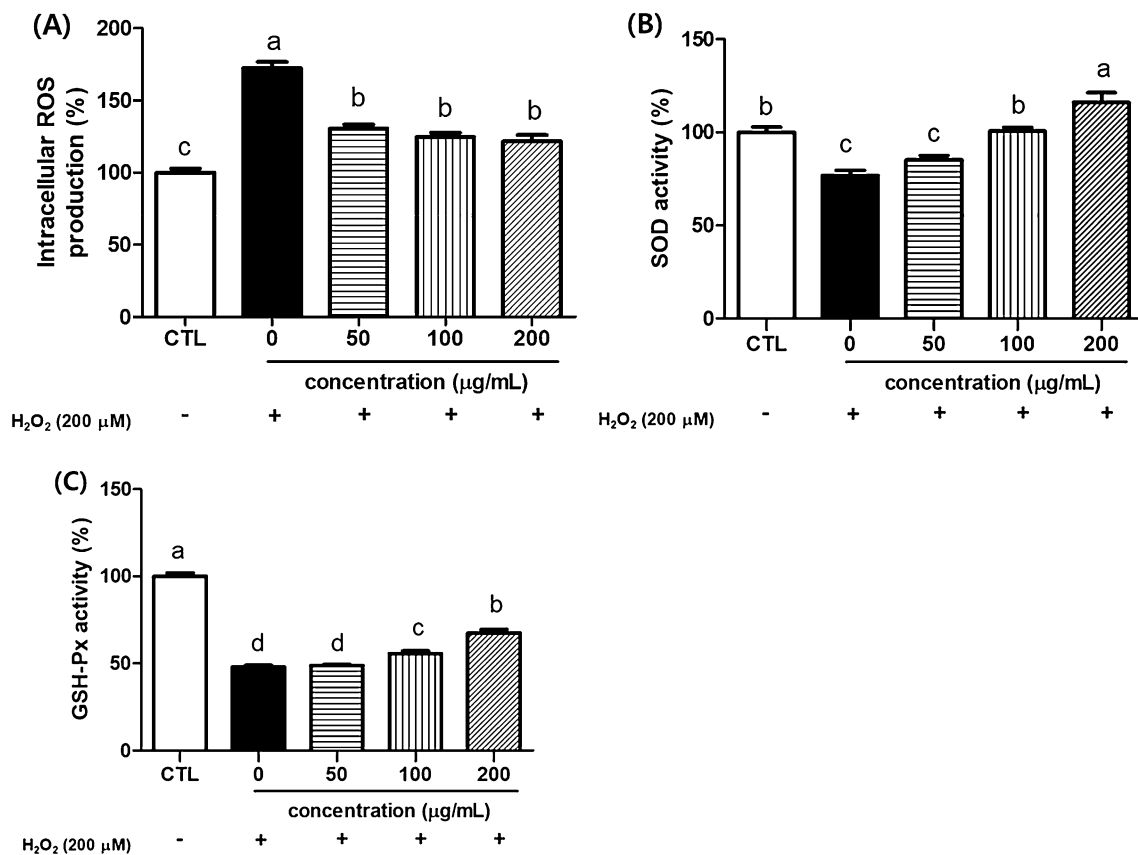 (A)
Intracellular ROS
production (%)
200
150
100
50
0
c
a
b
b
b
CTL 0 50 100 200
concentration (μg/mL)
H₂O₂ (200 μM) - + + + +
(B)
SOD activity (%)
150
100
50
0
b
c
c
b
a
CTL 0 50 100 200
concentration (μg/mL)
H₂O₂ (200 μM) - + + + +
(C)
GSH-Px activity (%)
150
100
50
0
a
d
d
c
b
CTL 0 50 100 200
concentration (μg/mL)
H₂O₂ (200 μM) - + + + +